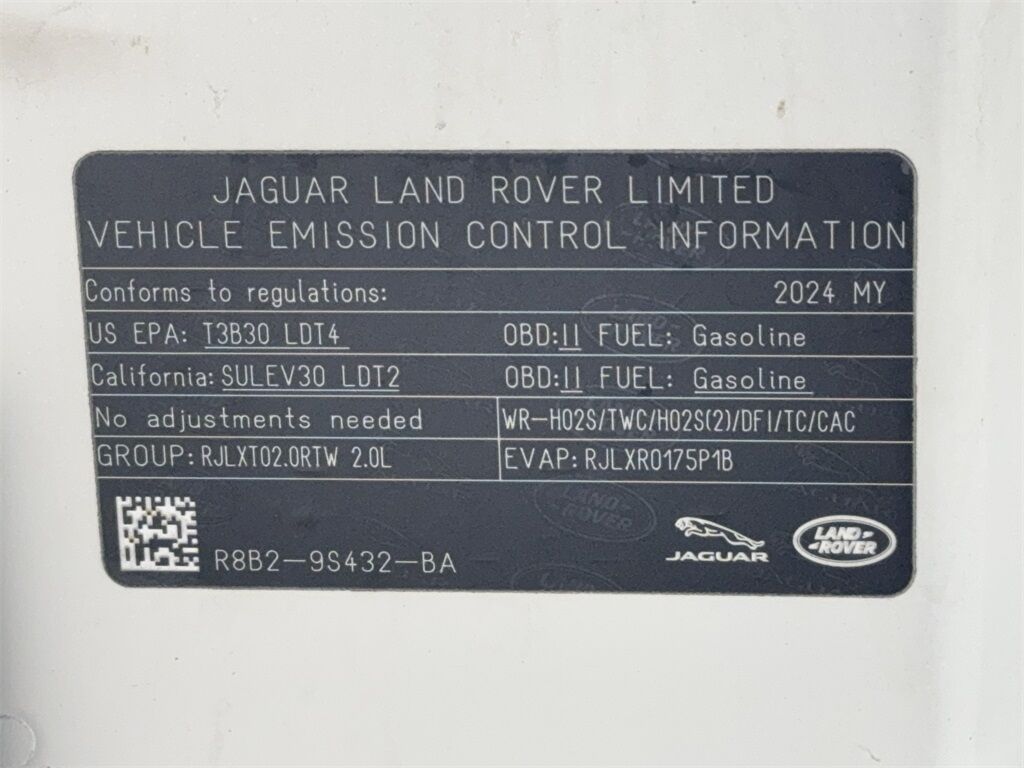 JAGUAR LAND ROVER LIMITED
VEHICLE EMISSION CONTROL INFORMATION
Conforms to regulations: 2024 MY
US EPA: T3B30 LDT4 OBD:II FUEL: Gasoline
California: SULEV30 LDT2 OBD:II FUEL: Gasoline
No adjustments needed WR-HO2S/TWC/HO2S(2)/DFI/TC/CAC
GROUP: RJLXT02.0RTW 2.0L EVAP: RJLXR0175P1B
R8B2-9S432-BA
JAGUAR
LAND-
-ROVER